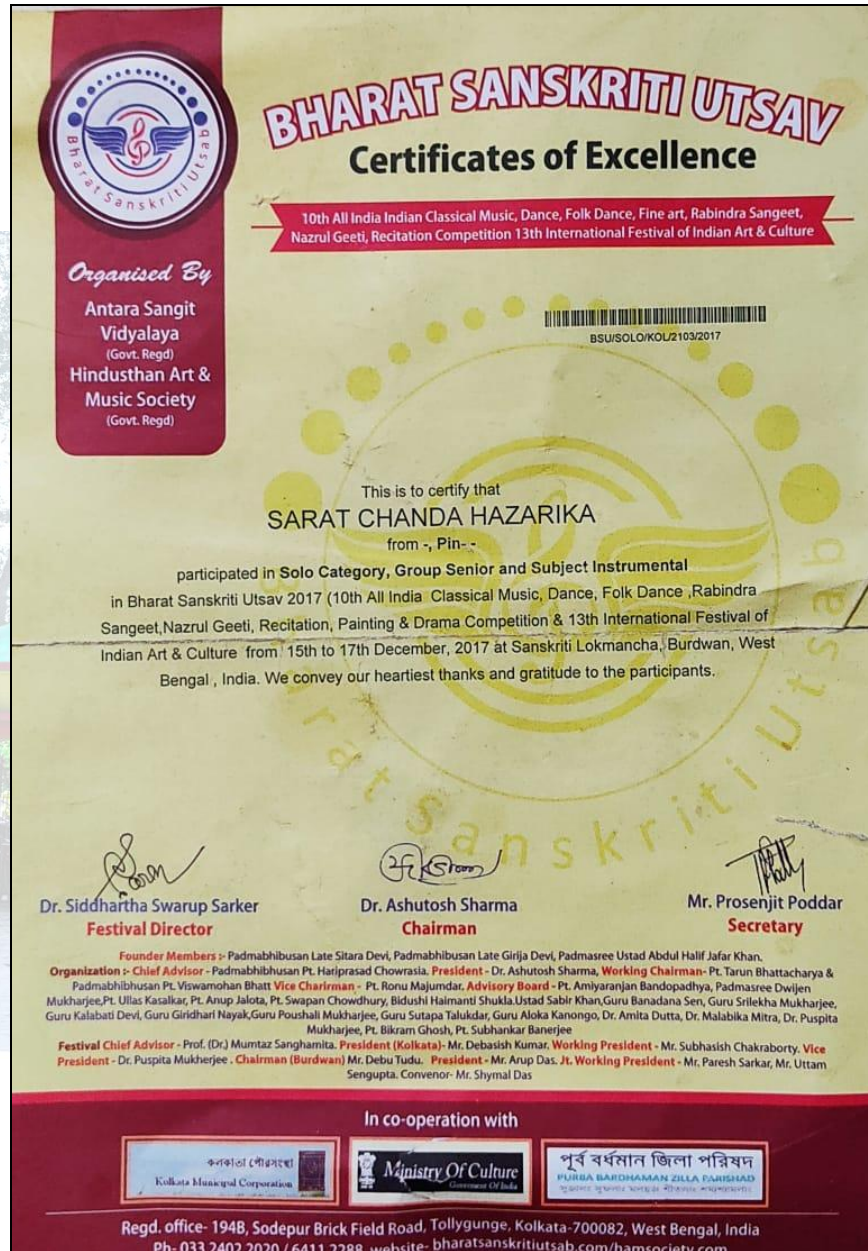 Bharat Sanskriti Utsab
BHARAT SANSKRITI UTSAV
Certificates of Excellence
10th All India Indian Classical Music, Dance, Folk Dance, Fine art, Rabindra Sangeet,
Nazrul Geeti, Recitation Competition 13th International Festival of Indian Art & Culture
Organised By
Antara Sangit
Vidyalaya
(Govt. Regd)
Hindusthan Art &
Music Society
(Govt. Regd)
BSU/SOLO/KOL/2103/2017
This is to certify that
SARAT CHANDA HAZARIKA
from -, Pin- -
participated in Solo Category, Group Senior and Subject Instrumental
in Bharat Sanskriti Utsav 2017 (10th All India Classical Music, Dance, Folk Dance ,Rabindra
Sangeet,Nazrul Geeti, Recitation, Painting & Drama Competition & 13th International Festival of
Indian Art & Culture from 15th to 17th December, 2017 at Sanskriti Lokmancha, Burdwan, West
Bengal , India. We convey our heartiest thanks and gratitude to the participants.
arat Sanskriti Utsab
Dr. Siddhartha Swarup Sarker
Festival Director
Dr. Ashutosh Sharma
Chairman
Mr. Prosenjit Poddar
Secretary
Founder Members :- Padmabhibusan Late Sitara Devi, Padmabhibusan Late Girija Devi, Padmasree Ustad Abdul Halif Jafar Khan.
Organization :- Chief Advisor - Padmabhibhusan Pt. Hariprasad Chowrasia. President - Dr. Ashutosh Sharma, Working Chairman- Pt. Tarun Bhattacharya &
Padmabhibhusan Pt. Viswamohan Bhatt Vice Charirman - Pt. Ronu Majumdar. Advisory Board - Pt. Amiyaranjan Bandopadhya, Padmasree Dwijen
Mukharjee,Pt. Ullas Kasalkar, Pt. Anup Jalota, Pt. Swapan Chowdhury, Bidushi Haimanti Shukla.Ustad Sabir Khan,Guru Banadana Sen, Guru Srilekha Mukharjee,
Guru Kalabati Devi, Guru Giridhari Nayak,Guru Poushali Mukharjee, Guru Sutapa Talukdar, Guru Aloka Kanongo, Dr. Amita Dutta, Dr. Malabika Mitra, Dr. Puspita
Mukharjee, Pt. Bikram Ghosh, Pt. Subhankar Banerjee
Festival Chief Advisor - Prof. (Dr.) Mumtaz Sanghamita. President (Kolkata)- Mr. Debasish Kumar. Working President - Mr. Subhasish Chakraborty. Vice
President - Dr. Puspita Mukherjee . Chairman (Burdwan) Mr. Debu Tudu. President - Mr. Arup Das. Jt. Working President - Mr. Paresh Sarkar, Mr. Uttam
Sengupta. Convenor- Mr. Shymal Das
In co-operation with
কলকাতা পৌরসংস্থা
Kolkata Municipal Corporation
Ministry Of Culture
Government Of India
পূর্ব বর্ধমান জিলা পরিষদ
PURBA BARDHAMAN ZILLA PARISHAD
Regd. office- 194B, Sodepur Brick Field Road, Tollygunge, Kolkata-700082, West Bengal, India
Ph- 033 2402 2020 / 6411 2288, website- bharatsanskritiutsab.com/hamsociety.com